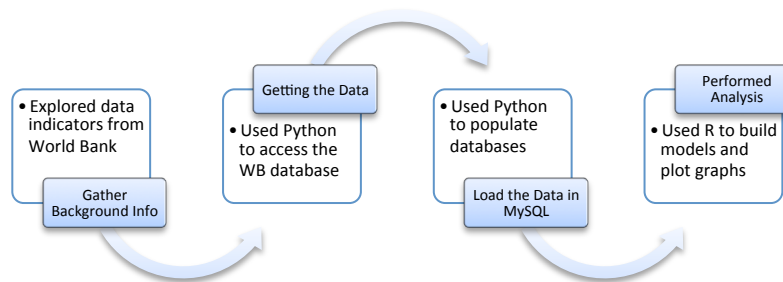 • Explored data
indicators from
World Bank
Gather
Background Info
Getting the Data
• Used Python
to access the
WB database
• Used Python
to populate
databases
Load the Data in
MySQL
Performed
Analysis
• Used R to build
models and
plot graphs